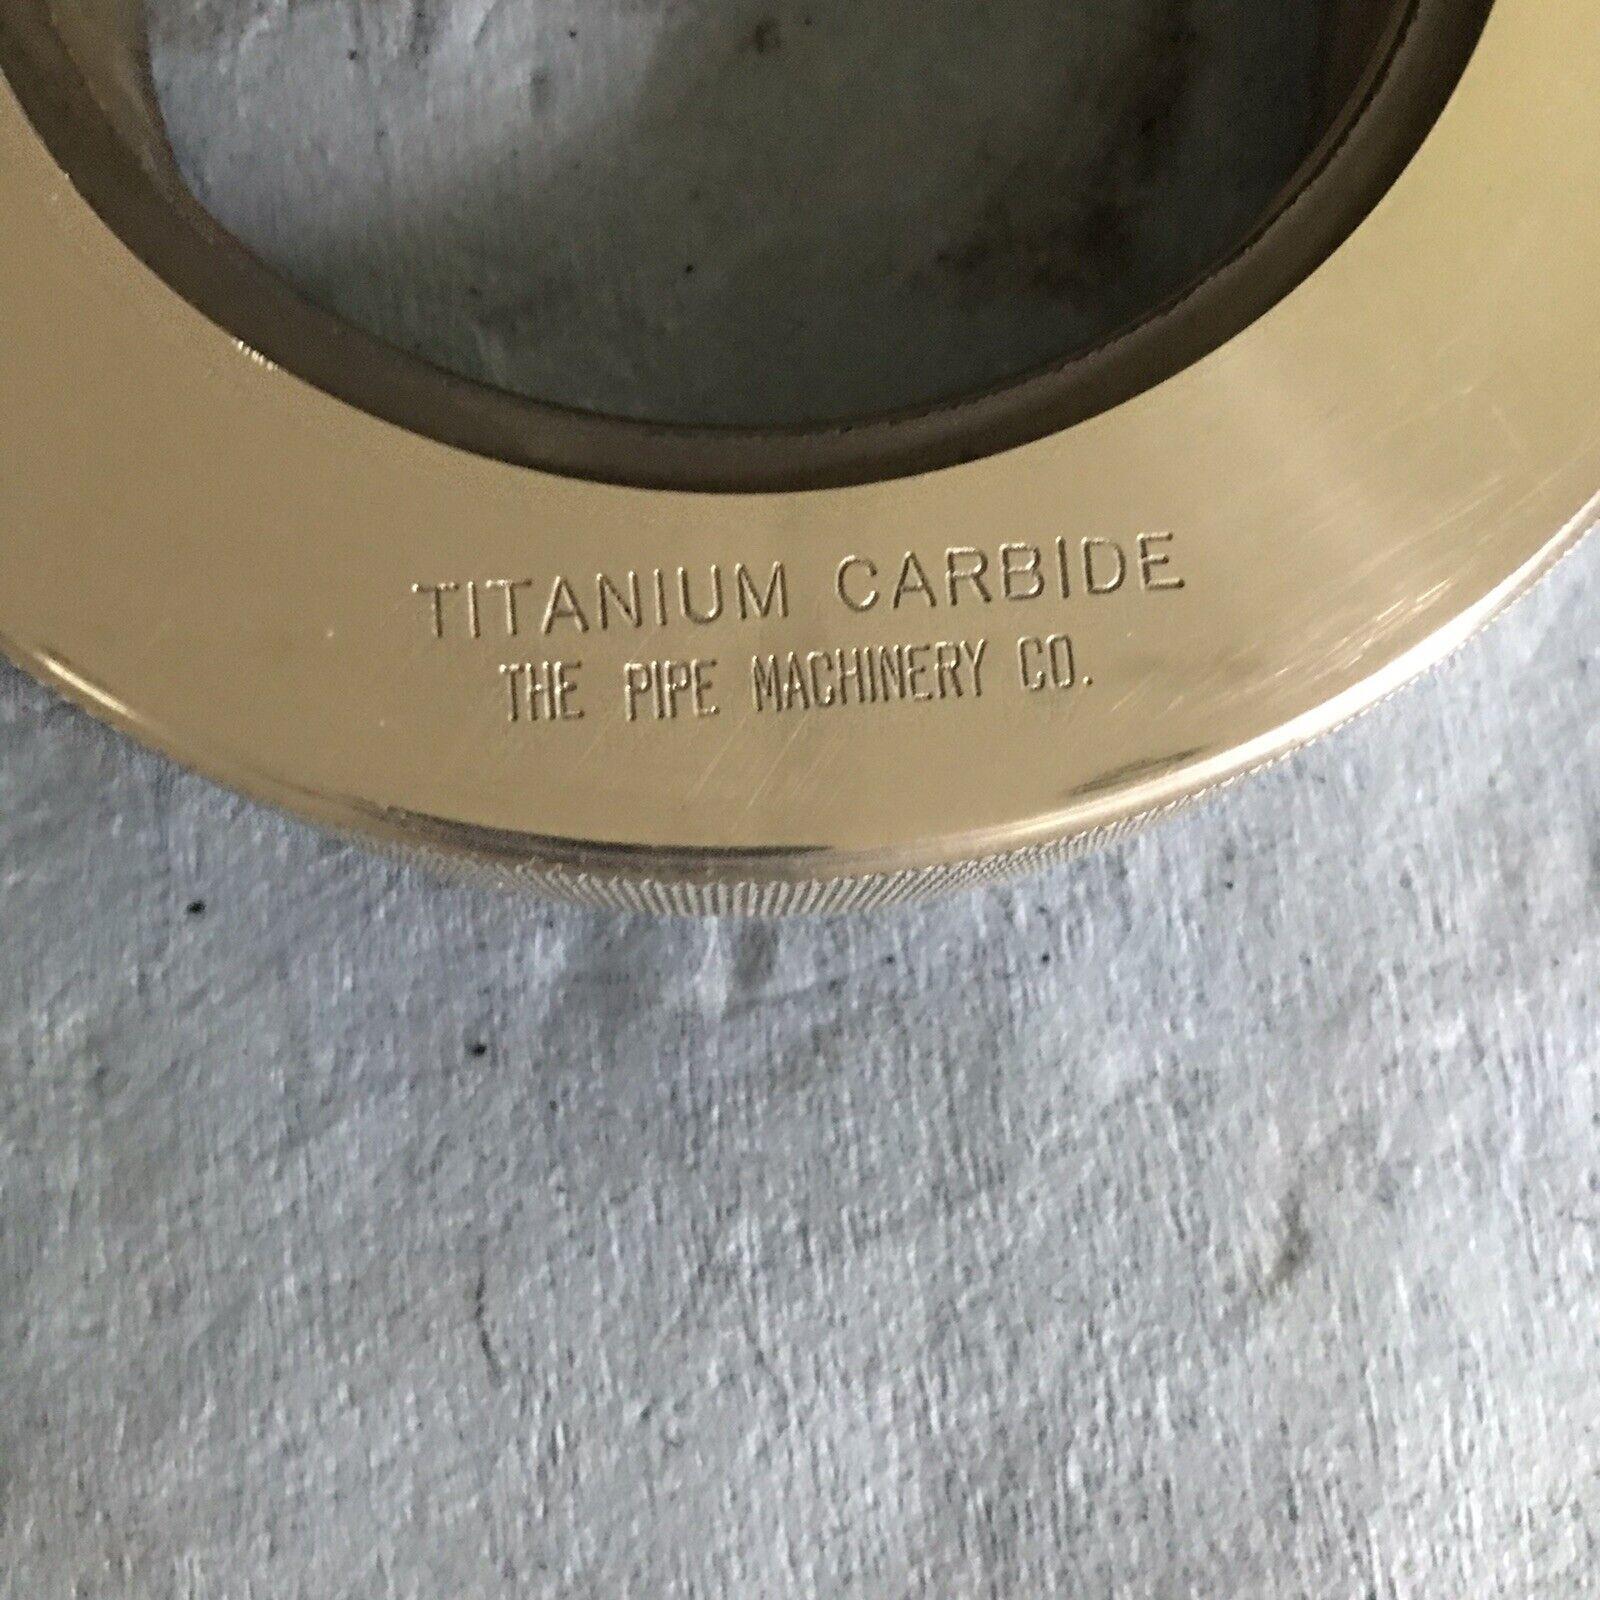 TITANIUM CARBIDE
THE PIPE MACHINERY CO.